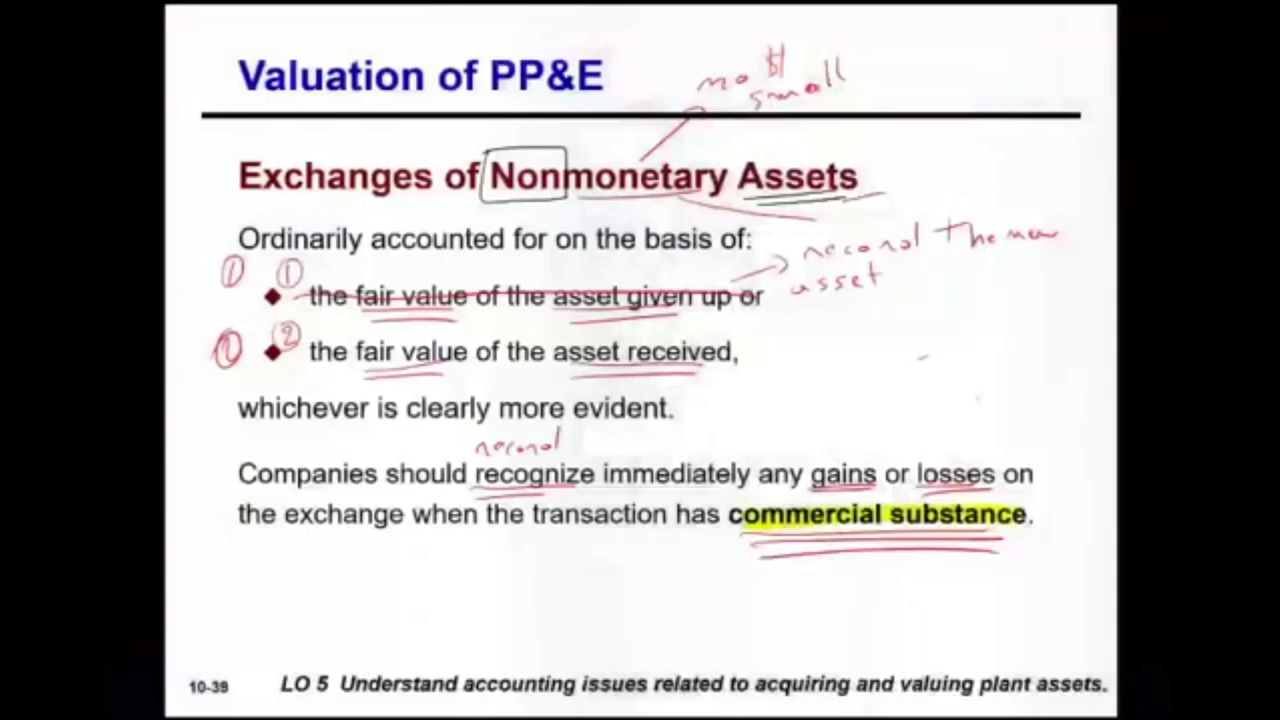 Valuation of PP&E
no $
small
Exchanges of Nonmonetary Assets
Ordinarily accounted for on the basis of:
record the new
asset
① ①
◆ the fair value of the asset given up or
② ◆ the fair value of the asset received,
whichever is clearly more evident.
record
Companies should recognize immediately any gains or losses on
the exchange when the transaction has commercial substance.
10-39 LO 5 Understand accounting issues related to acquiring and valuing plant assets.